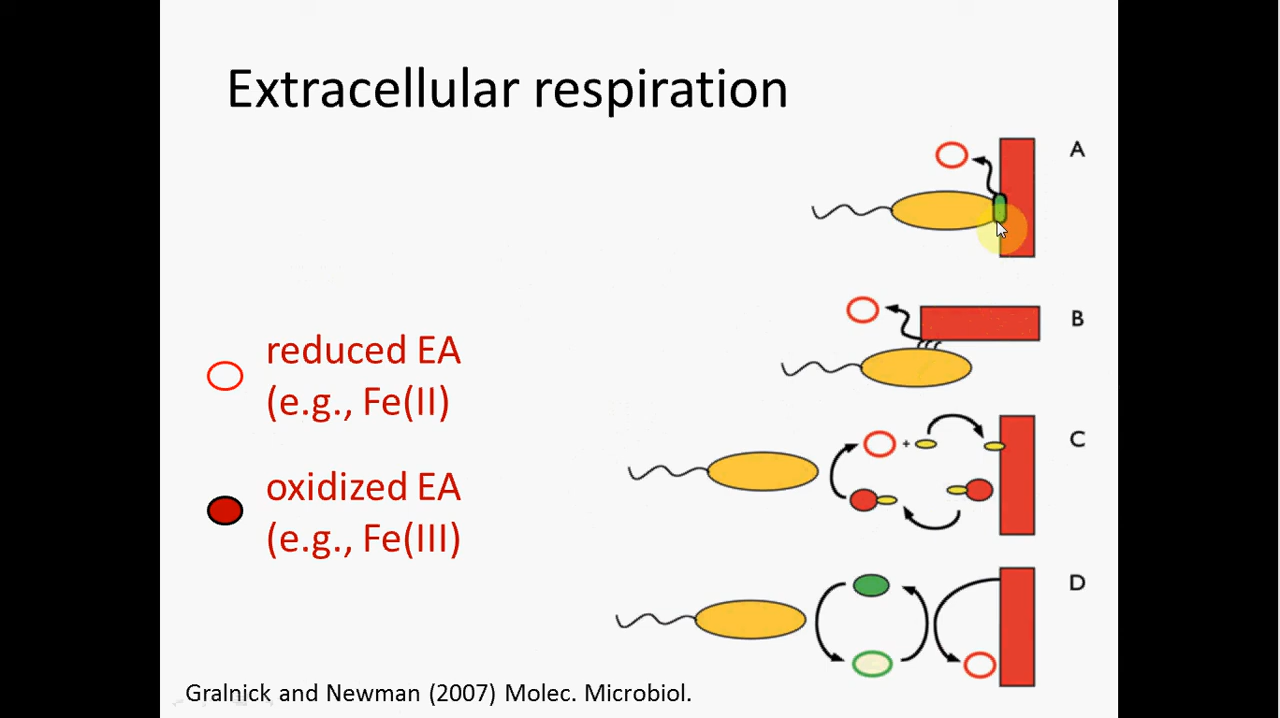 Extracellular respiration
A
B
reduced EA
(e.g., Fe(II)
+
C
oxidized EA
(e.g., Fe(III)
D
Gralnick and Newman (2007) Molec. Microbiol.